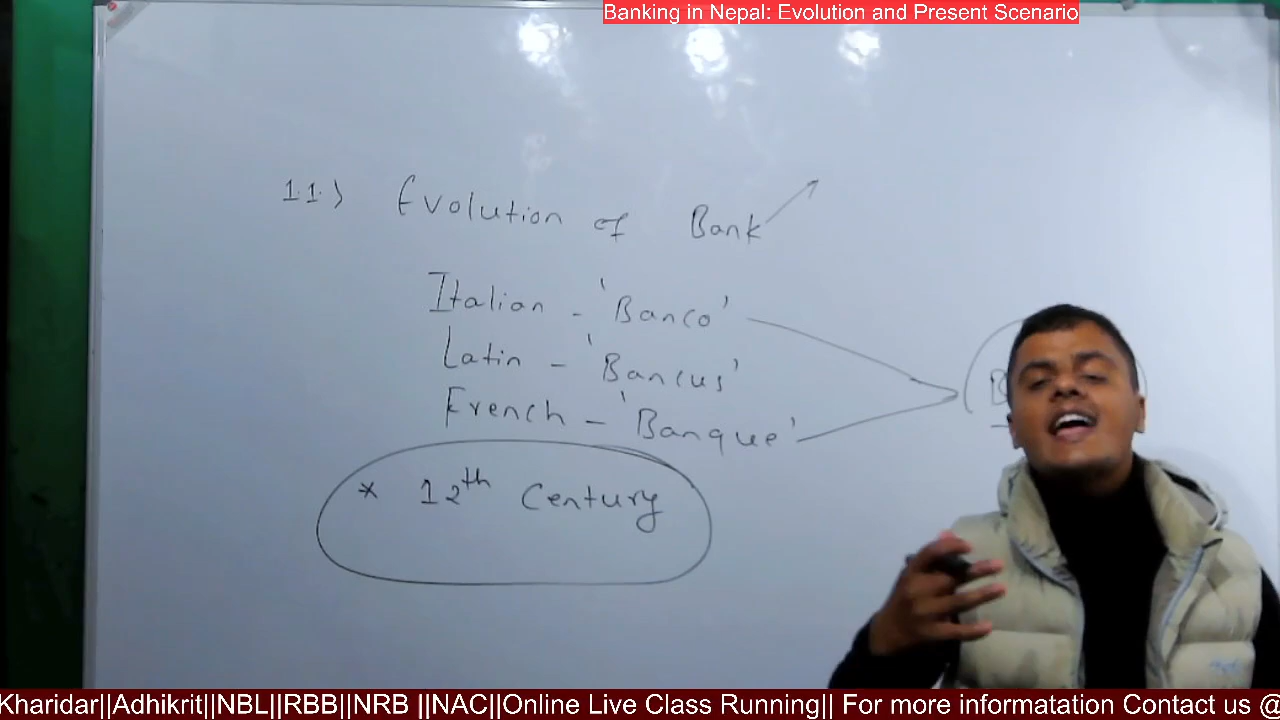 Banking in Nepal: Evolution and Present Scenario
1.1) Evolution of Bank
Italian - 'Banco'
Latin - 'Bancus'
French - 'Banque'
* 12th Century
Kharidar||Adhikrit||NBL||RBB||NRB ||NAC||Online Live Class Running|| For more informatation Contact us @